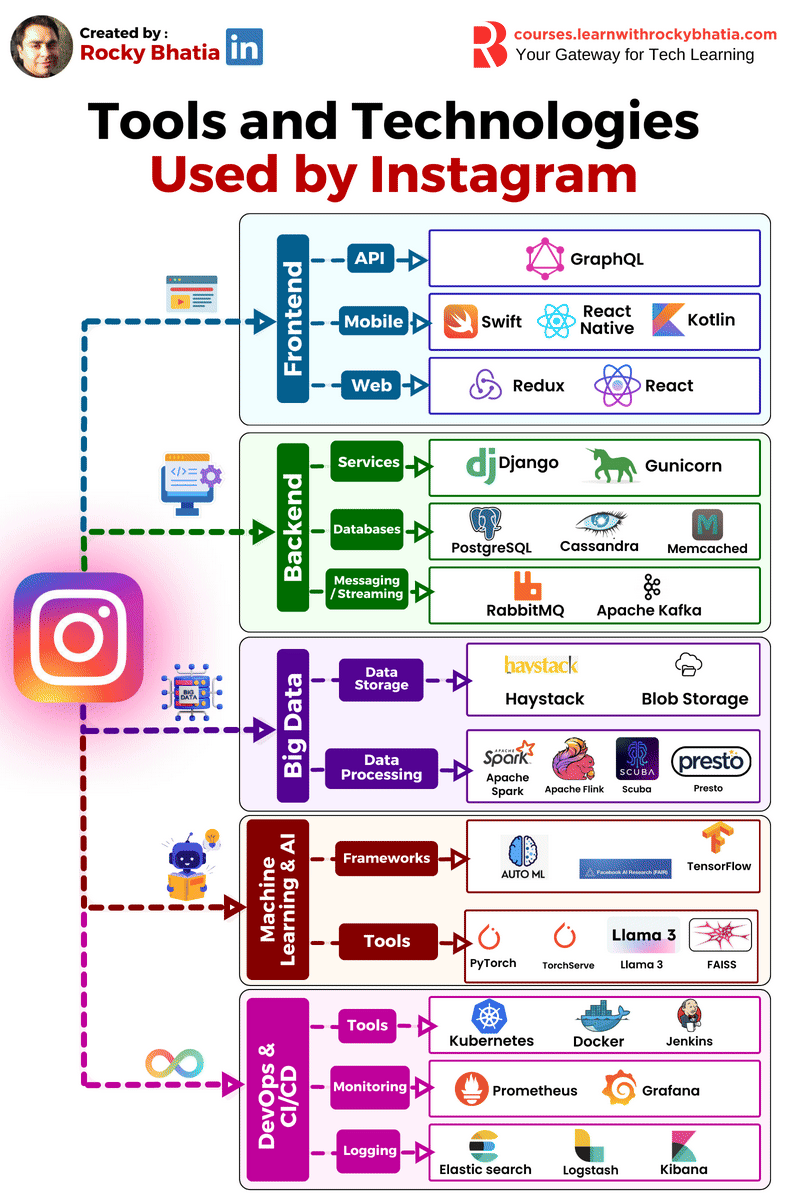 Created by :
Rocky Bhatia
in
courses.learnwithrockybhatia.com
Your Gateway for Tech Learning
Tools and Technologies
Used by Instagram
Frontend
API
GraphQL
Mobile
Swift
React
Native
Kotlin
Web
Redux
React
Backend
Services
dj
Django
Gunicorn
Databases
PostgreSQL
Cassandra
M
Memcached
Messaging
/Streaming
RabbitMQ
Apache Kafka
BIG
DATA
Big Data
Data
Storage
haystack
Haystack
Blob Storage
Data
Processing
APACHE
Spark
Apache
Spark
Apache Flink
SCUBA
Scuba
presto
Presto
Machine
Learning & AI
Frameworks
AUTO ML
Facebook AI Research (FAIR)
TensorFlow
Tools
PyTorch
TorchServe
Llama 3
Llama 3
FAISS
DevOps &
CI/CD
Tools
Kubernetes
Docker
Jenkins
Monitoring
Prometheus
Grafana
Logging
Elastic search
Logstash
Kibana